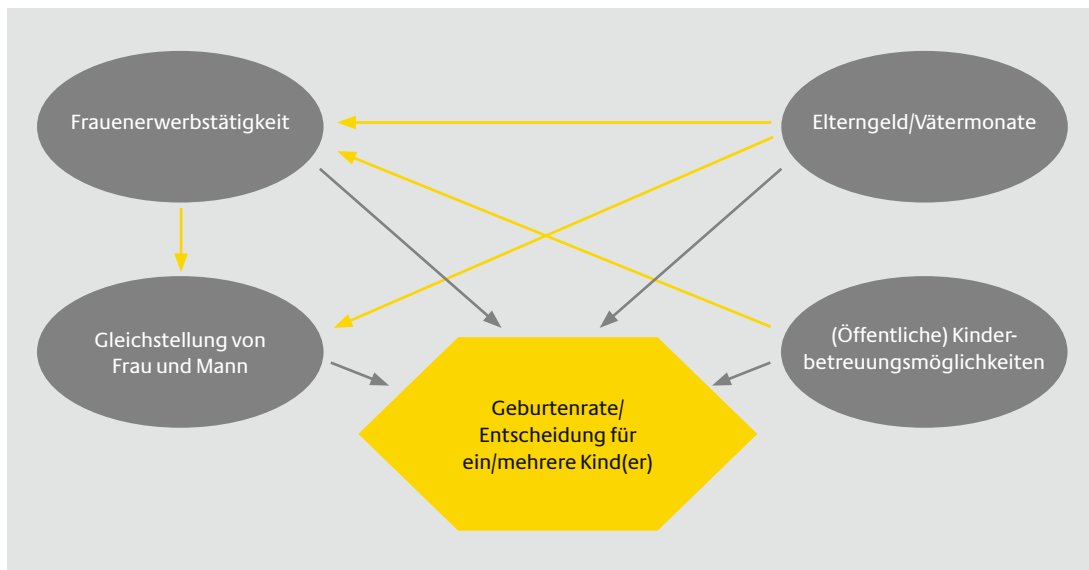 Frauenerwerbstätigkeit
Elterngeld/Vätermonate
Gleichstellung von
Frau und Mann
(Öffentliche) Kinder-
betreuungsmöglichkeiten
Geburtenrate/
Entscheidung für
ein/mehrere Kind(er)